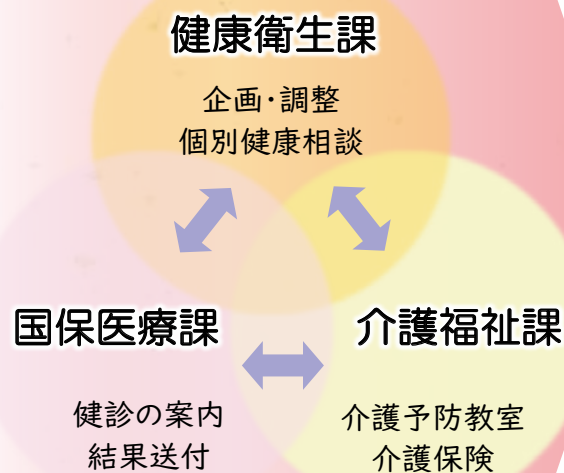 健康衛生課
企画・調整
個別健康相談
国保医療課
健診の案内
結果送付
介護福祉課
介護予防教室
介護保険